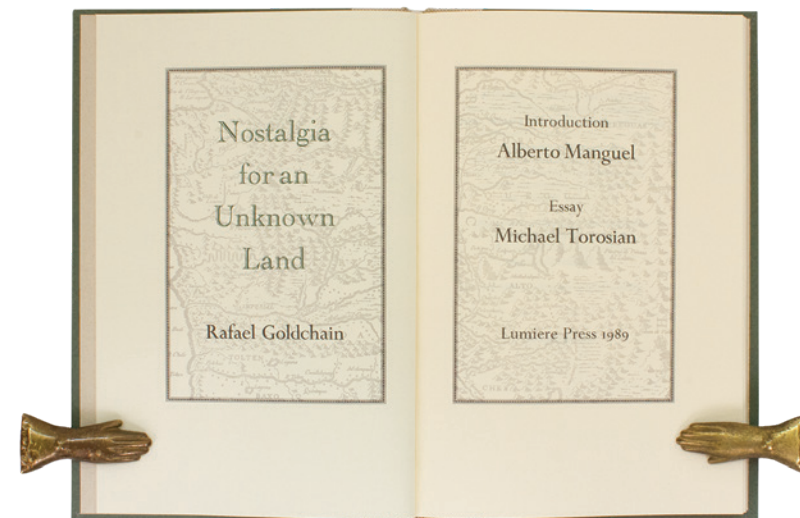 Nostalgia
for an
Unknown
Land
Rafael Goldchain
Introduction
Alberto Manguel
Essay
Michael Torosian
Lumiere Press 1989